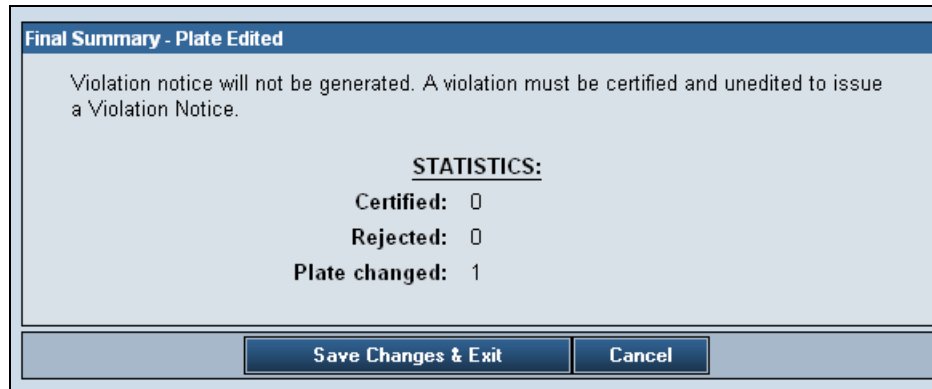 Final Summary - Plate Edited
Violation notice will not be generated. A violation must be certified and unedited to issue
a Violation Notice.
STATISTICS:
Certified: 0
Rejected: 0
Plate changed: 1
Save Changes & Exit Cancel